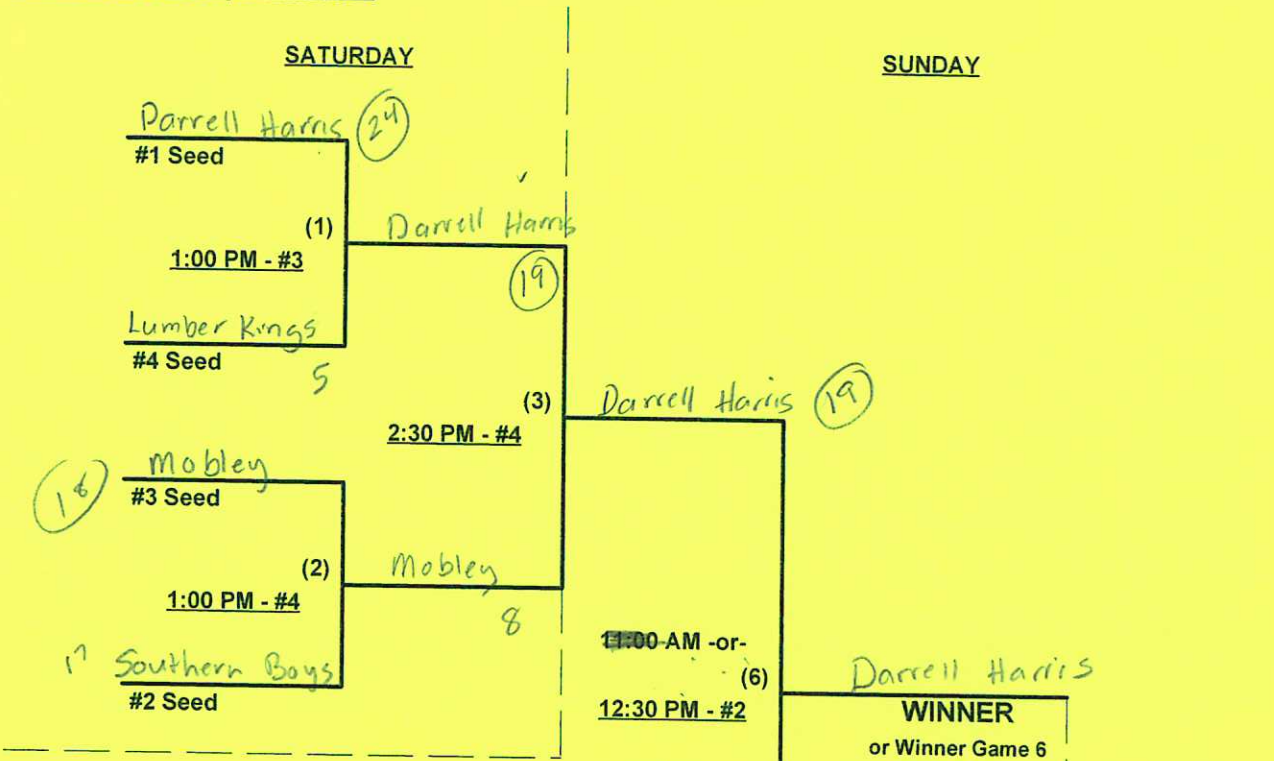 SATURDAY
SUNDAY
Darrell Harris 24
#1 Seed
(1)
Darrell Harris
1:00 PM - #3
19
Lumber Kings
#4 Seed
5
(3)
Darrell Harris 19
2:30 PM - #4
Mobley
18
#3 Seed
(2)
Mobley
1:00 PM - #4
8
11:00 AM -or-
17 Southern Boys
(6)
Darrell Harris
#2 Seed
12:30 PM - #2
WINNER
or Winner Game 6